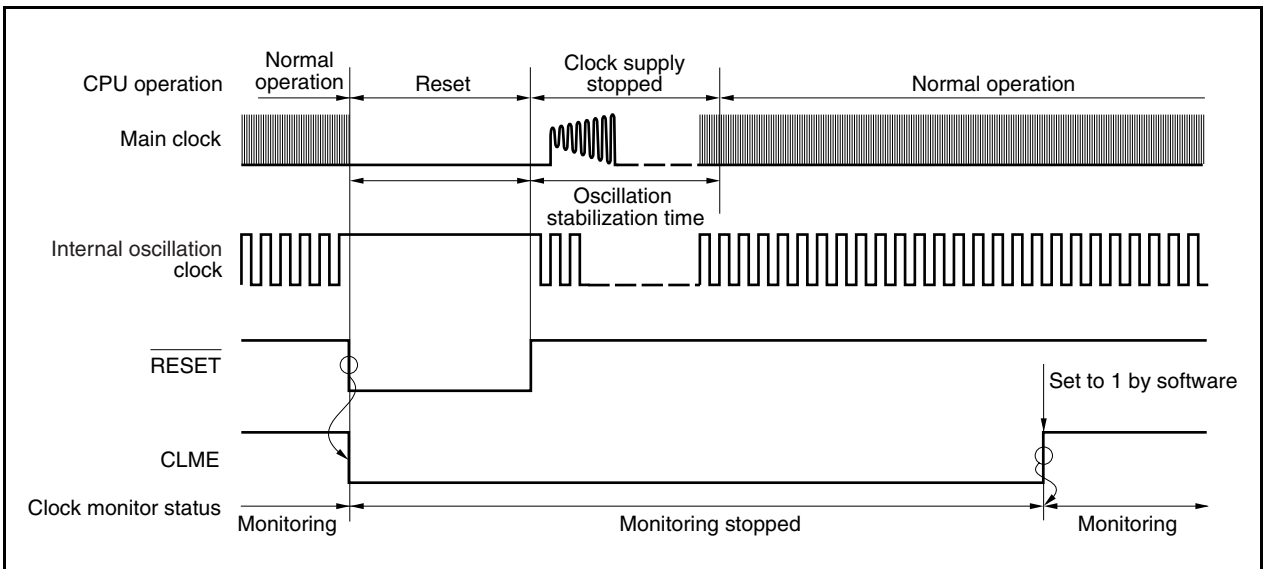 CPU operation
Normal
operation
Reset
Clock supply
stopped
Normal operation
Main clock
Oscillation
stabilization time
Internal oscillation
clock
RESET
Set to 1 by software
CLME
Clock monitor status
Monitoring
Monitoring stopped
Monitoring